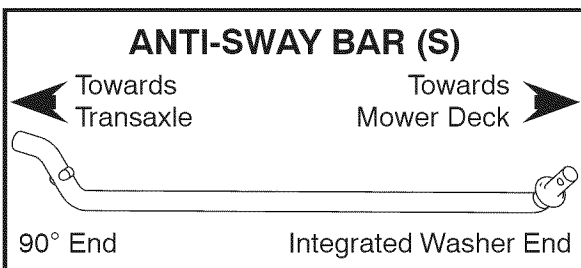 ANTI-SWAY BAR (S)
Towards Towards
Transaxle Mower Deck
90° End Integrated Washer End